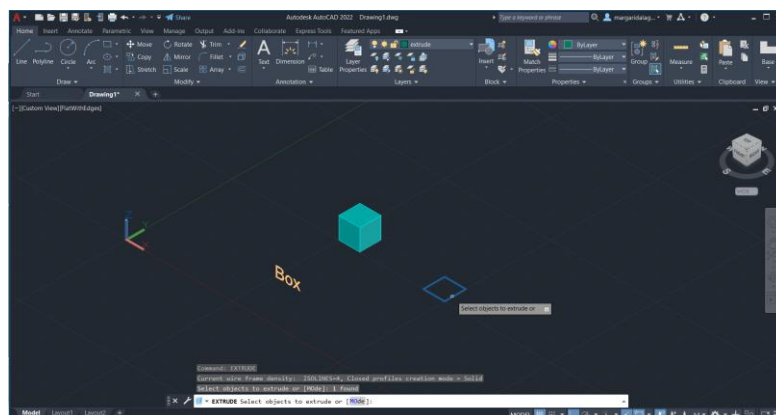 Share
Autodesk AutoCAD 2022 Drawing1.dwg
Type a keyword or phrase
margaridalag...
Home Insert Annotate Parametric View Manage Output Add-ins Collaborate Express Tools Featured Apps
Move Rotate Trim
extrude
ByLayer
Line Polyline Circle Arc
Copy Mirror Fillet
Text Dimension
Layer Properties
Insert
Match Properties
ByLayer
Group Measure Paste Base
Stretch Scale Array
Table
ByLayer
Draw Modify Annotation Layers Block Properties Groups Utilities Clipboard View
Start Drawing1* +
[-][Custom View][FlatWithEdges]
S E
Z
Y
X
Box
Select objects to extrude or
Command: EXTRUDE
Current wire frame density: ISOLINES=4, Closed profiles creation mode = Solid
Select objects to extrude or [MOde]: 1 found
EXTRUDE Select objects to extrude or [MOde]:
Model Layout1 Layout2 +
MODEL